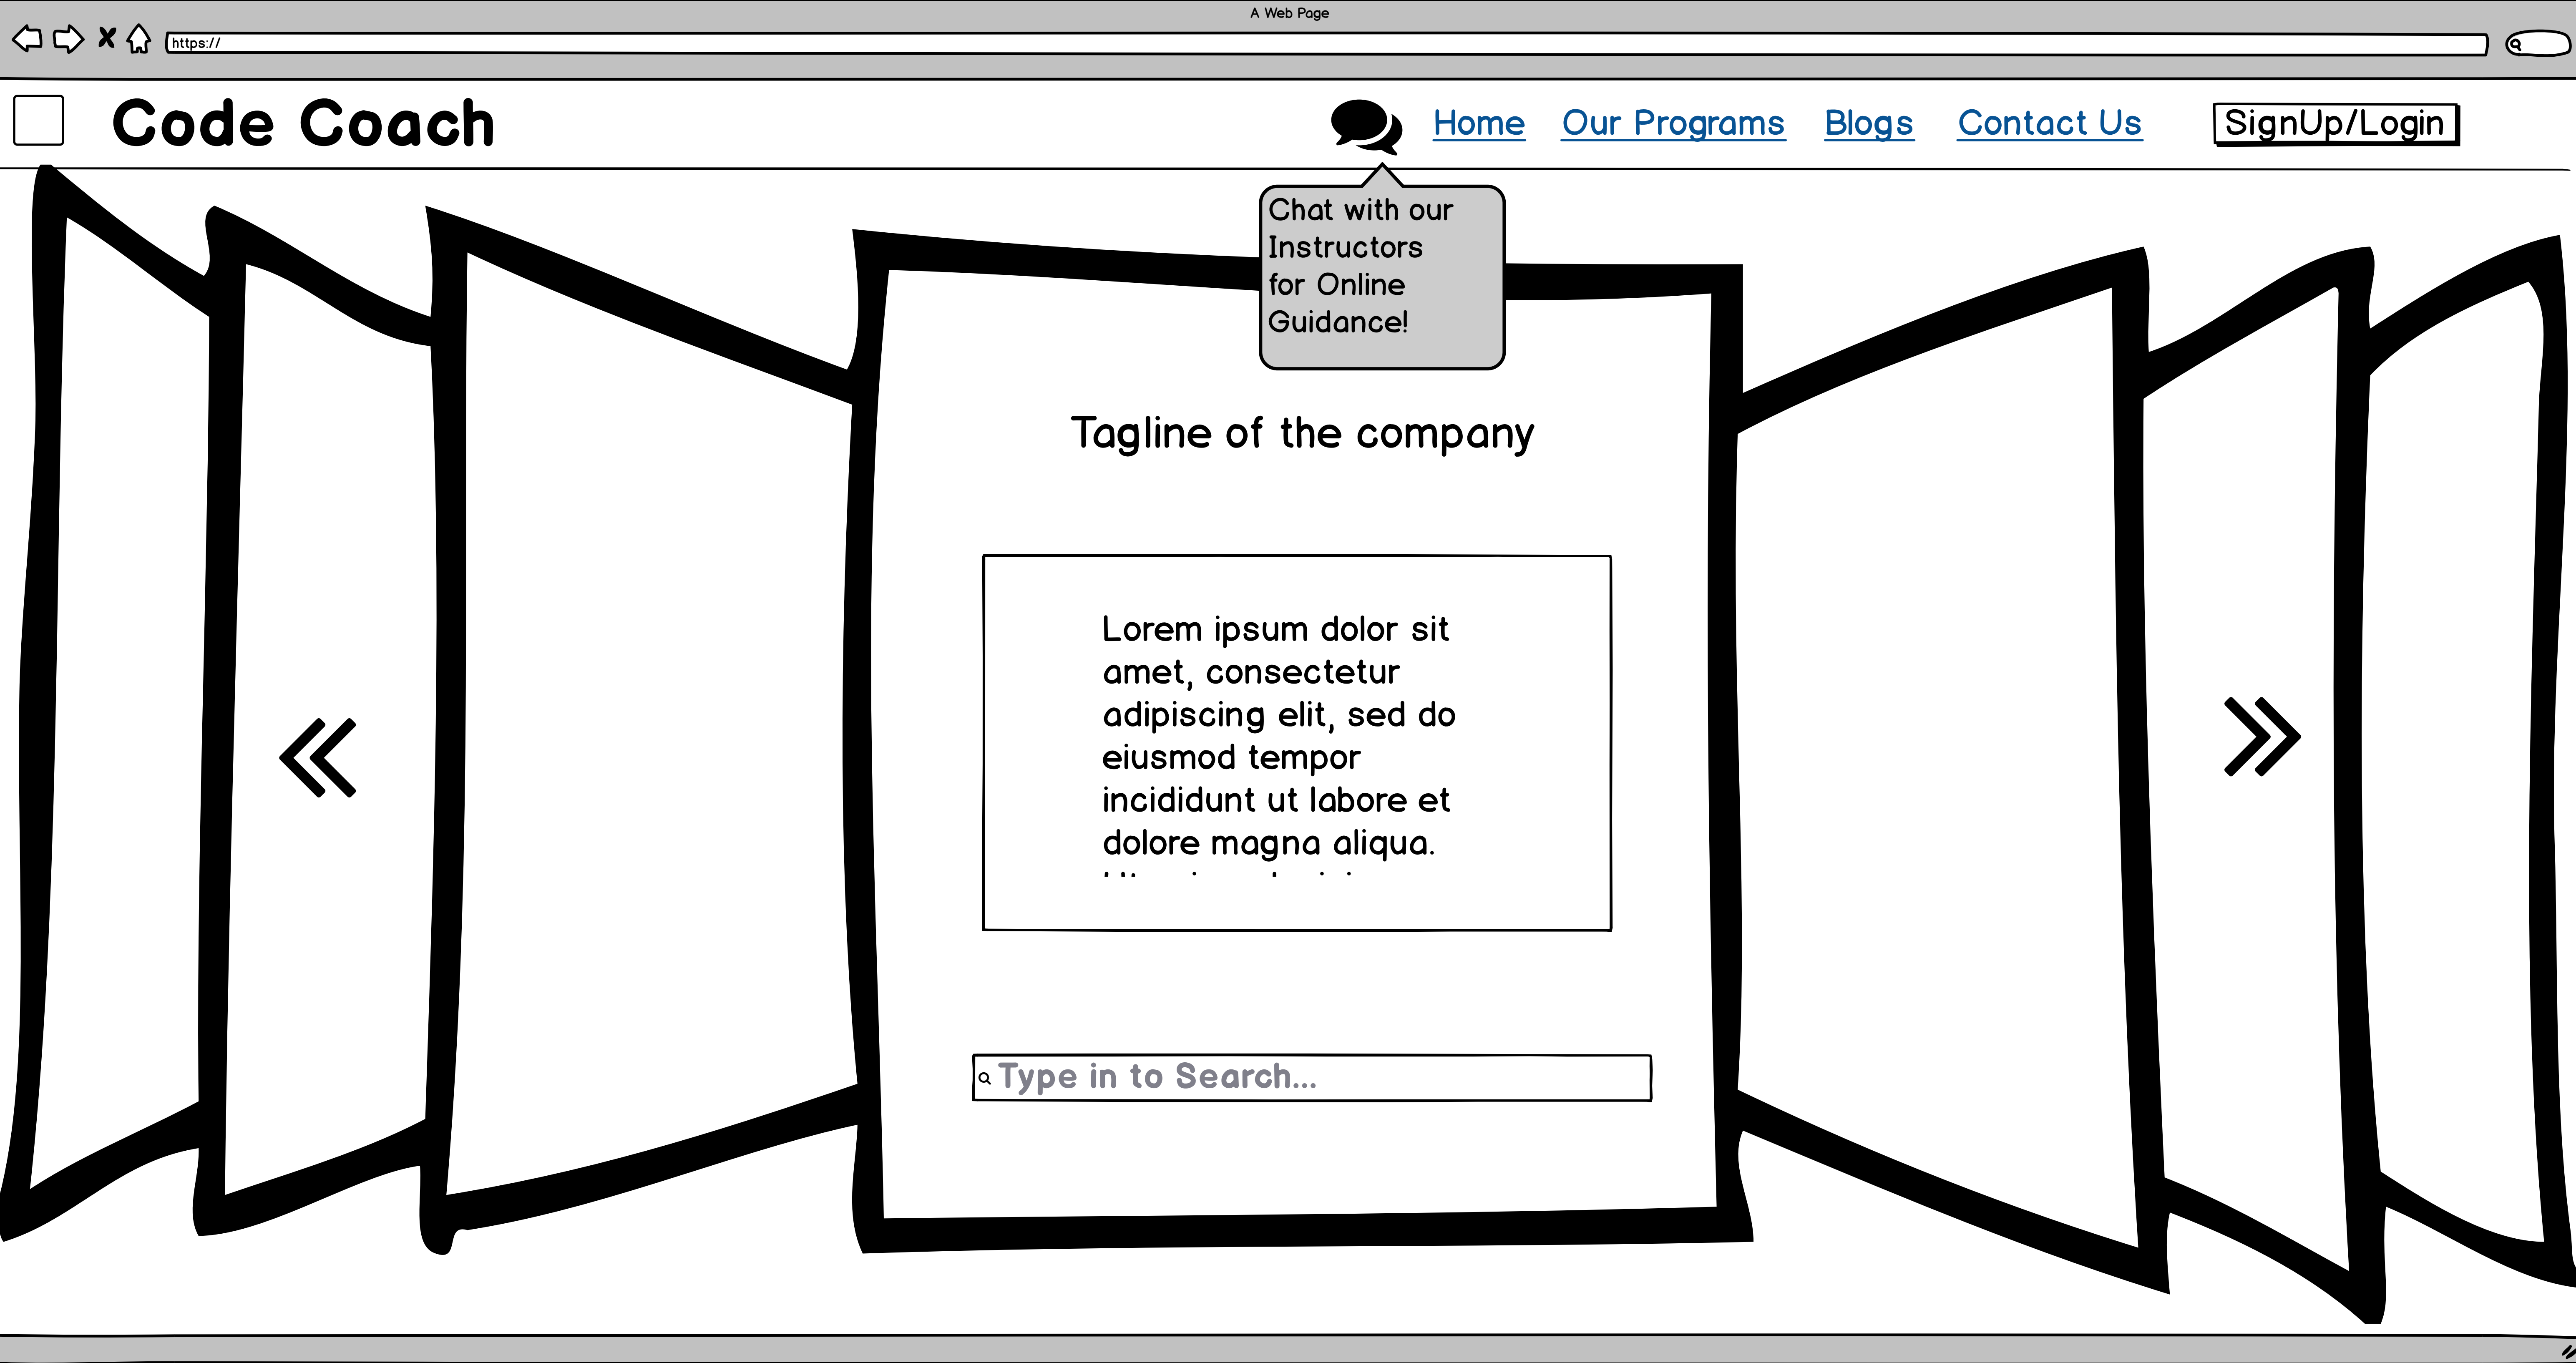 A Web Page
https://
Code Coach
Home
Our Programs
Blogs
Contact Us
SignUp/Login
Chat with our
Instructors
for Online
Guidance!
Tagline of the company
Lorem ipsum dolor sit
amet, consectetur
adipiscing elit, sed do
eiusmod tempor
incididunt ut labore et
dolore magna aliqua.
Type in to Search...